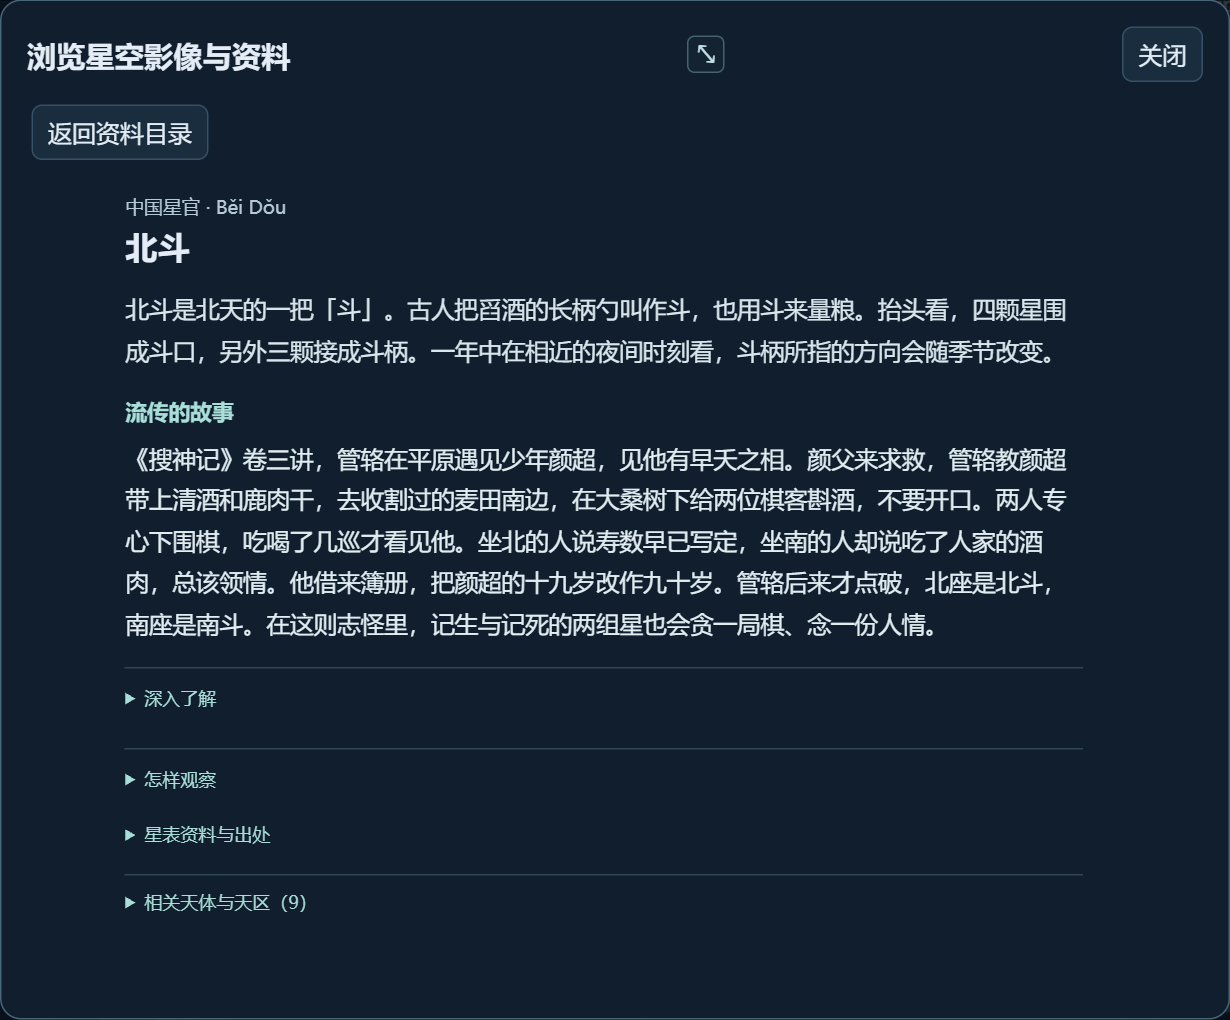 浏览星空影像与资料
关闭
返回资料目录
中国星官 · Běi Dǒu
北斗
北斗是北天的一把「斗」。古人把舀酒的长柄勺叫作斗，也用斗来量粮。抬头看，四颗星围
成斗口，另外三颗接成斗柄。一年中在相近的夜间时刻看，斗柄所指的方向会随季节改变。
流传的故事
《搜神记》卷三讲，管辂在平原遇见少年颜超，见他有早夭之相。颜父来求救，管辂教颜超
带上清酒和鹿肉干，去收割过的麦田南边，在大桑树下给两位棋客斟酒，不要开口。两人专
心下围棋，吃喝了几巡才看见他。坐北的人说寿数早已写定，坐南的人却说吃了人家的酒
肉，总该领情。他借来簿册，把颜超的十九岁改作九十岁。管辂后来才点破，北座是北斗，
南座是南斗。在这则志怪里，记生与记死的两组星也会贪一局棋、念一份人情。
深入了解
怎样观察
星表资料与出处
相关天体与天区（9）